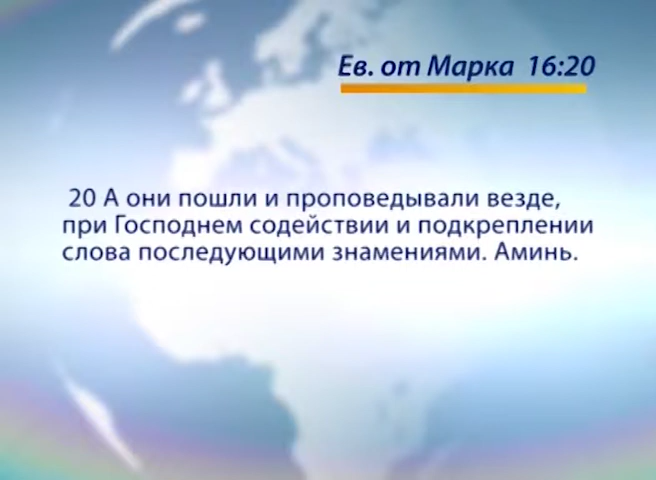 Ев. от Марка 16:20
20 А они пошли и проповедывали везде,
при Господнем содействии и подкреплении
слова последующими знамениями. Аминь.